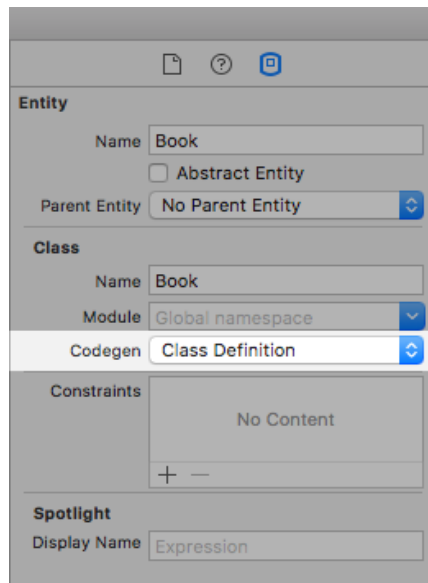 Entity
Name Book
Abstract Entity
Parent Entity No Parent Entity
Class
Name Book
Module Global namespace
Codegen Class Definition
Constraints
No Content
+ −
Spotlight
Display Name Expression